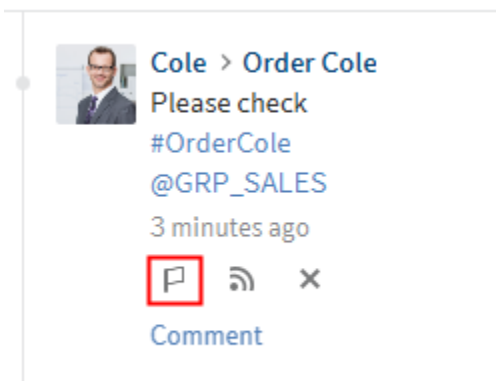 Cole > Order Cole
Please check
#OrderCole
@GRP_SALES
3 minutes ago
Comment